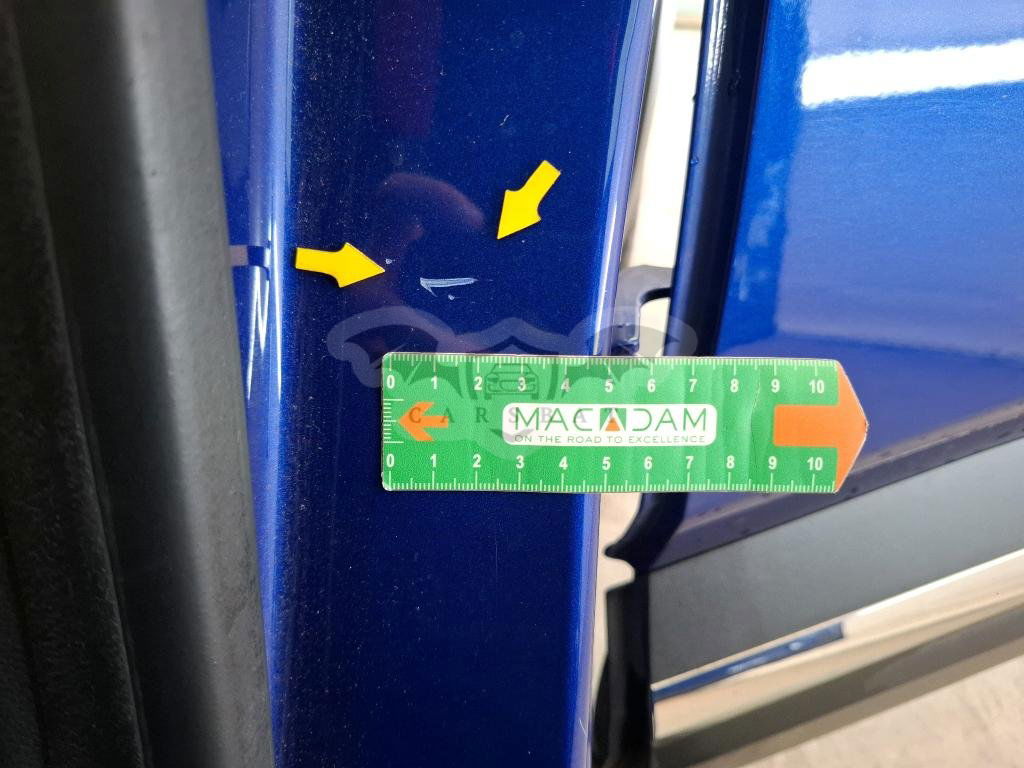 0 1 2 3 4 5 6 7 8 9 10
CARSBA
MACADAM
ON THE ROAD TO EXCELLENCE
0 1 2 3 4 5 6 7 8 9 10